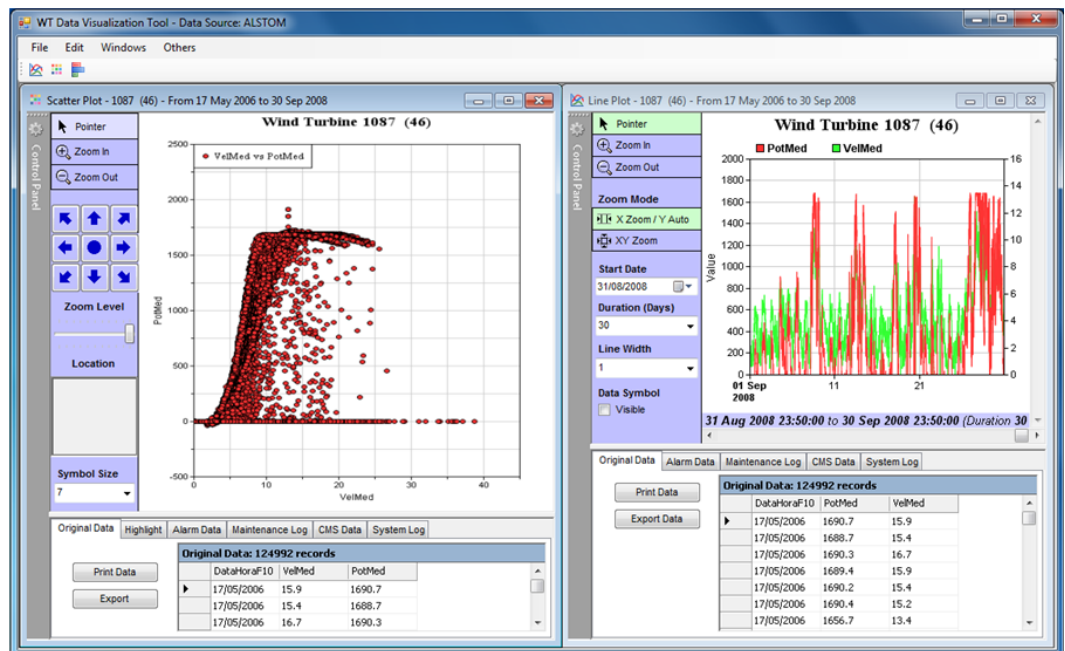 WT Data Visualization Tool - Data Source: ALSTOM
File Edit Windows Others
Scatter Plot - 1087 (46) - From 17 May 2006 to 30 Sep 2008
Control Panel
Pointer
Zoom In
Zoom Out
Zoom Level
Location
Symbol Size
7
Wind Turbine 1087 (46)
VelMed vs PotMed
2500
2000
1500
1000
500
0
-500
PotMed
0 10 20 30 40
VelMed
Original Data Highlight Alarm Data Maintenance Log CMS Data System Log
Print Data
Export
Original Data: 124992 records
DataHoraF10 VelMed PotMed
17/05/2006 15.9 1690.7
17/05/2006 15.4 1688.7
17/05/2006 16.7 1690.3
Line Plot - 1087 (46) - From 17 May 2006 to 30 Sep 2008
Control Panel
Pointer
Zoom In
Zoom Out
Zoom Mode
X Zoom / Y Auto
XY Zoom
Start Date
31/08/2008
Duration (Days)
30
Line Width
1
Data Symbol
Visible
Wind Turbine 1087 (46)
PotMed VelMed
2000
1800
1600
1400
1200
1000
800
600
400
200
0
Value
16
14
12
10
8
6
4
2
0
01 Sep 11 21
2008
31 Aug 2008 23:50:00 to 30 Sep 2008 23:50:00 (Duration 30
Original Data Alarm Data Maintenance Log CMS Data System Log
Print Data
Export Data
Original Data: 124992 records
DataHoraF10 PotMed VelMed
17/05/2006 1690.7 15.9
17/05/2006 1688.7 15.4
17/05/2006 1690.3 16.7
17/05/2006 1689.4 15.9
17/05/2006 1690.2 15.4
17/05/2006 1690.4 15.2
17/05/2006 1656.7 13.4